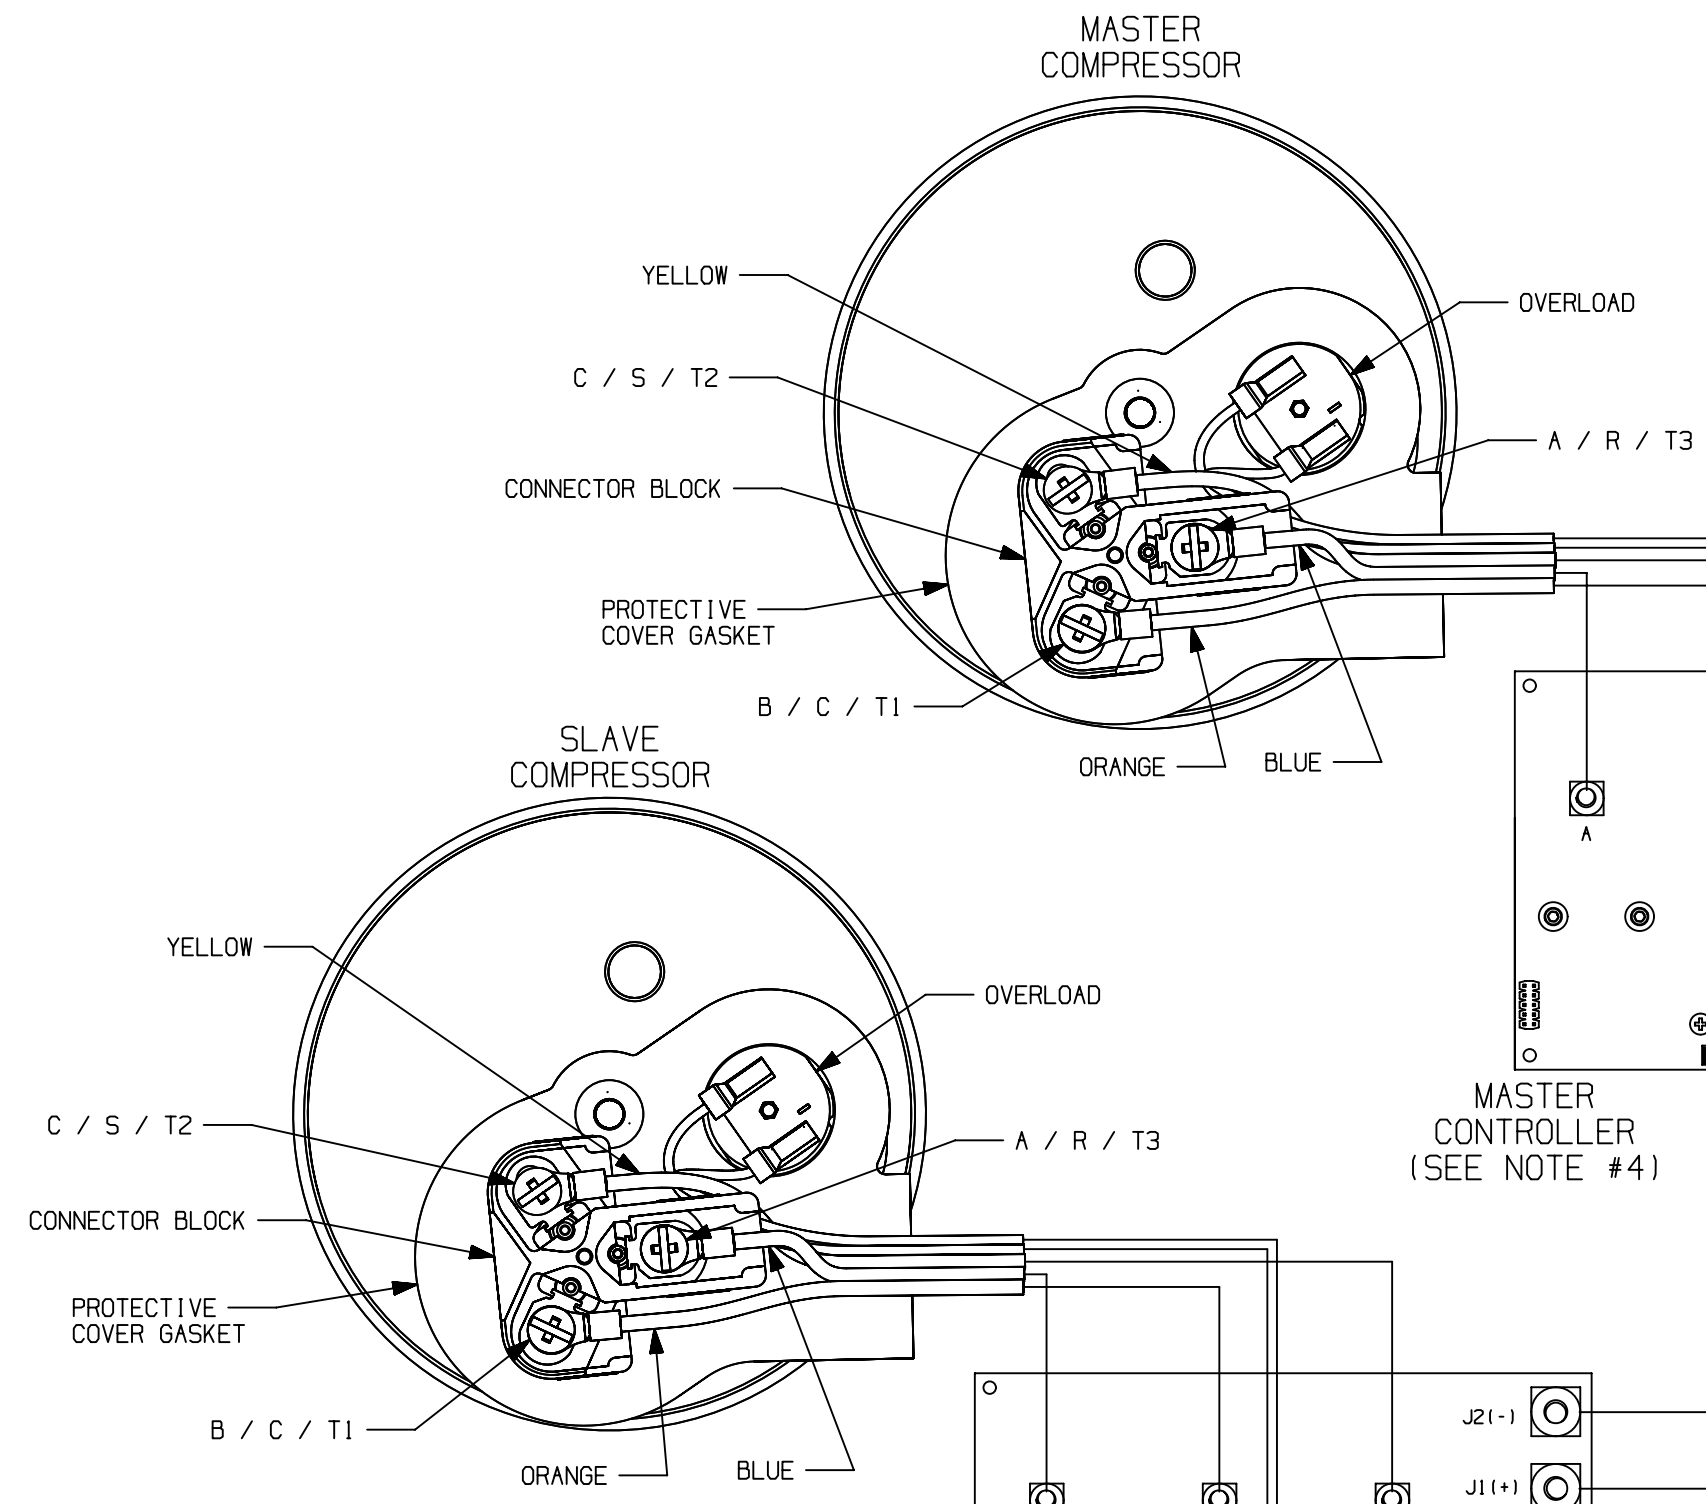 MASTER
COMPRESSOR
YELLOW
OVERLOAD
C / S / T2
A / R / T3
CONNECTOR BLOCK
PROTECTIVE
COVER GASKET
B / C / T1
ORANGE
BLUE
A
MASTER
CONTROLLER
(SEE NOTE #4)
SLAVE
COMPRESSOR
YELLOW
OVERLOAD
C / S / T2
A / R / T3
CONNECTOR BLOCK
PROTECTIVE
COVER GASKET
B / C / T1
ORANGE
BLUE
J2(-)
J1(+)